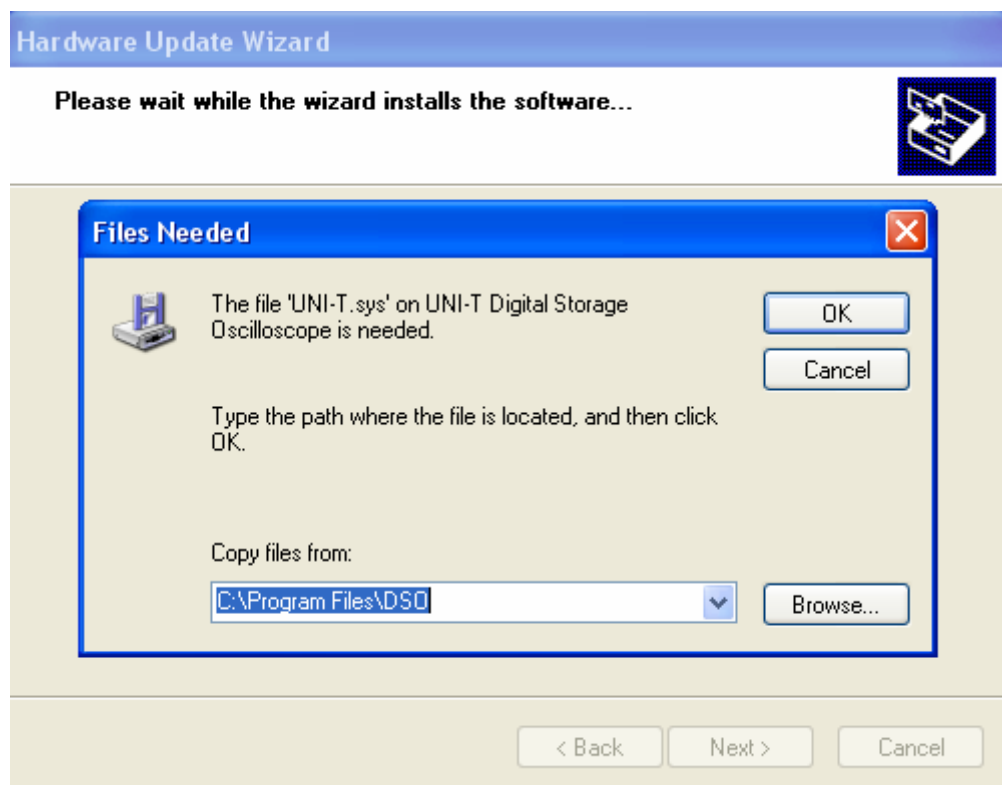 Hardware Update Wizard
Please wait while the wizard installs the software...
Files Needed
The file 'UNI-T.sys' on UNI-T Digital Storage
Oscilloscope is needed.
OK
Cancel
Type the path where the file is located, and then click
OK.
Copy files from:
C:\Program Files\DSO
Browse...
< Back
Next >
Cancel